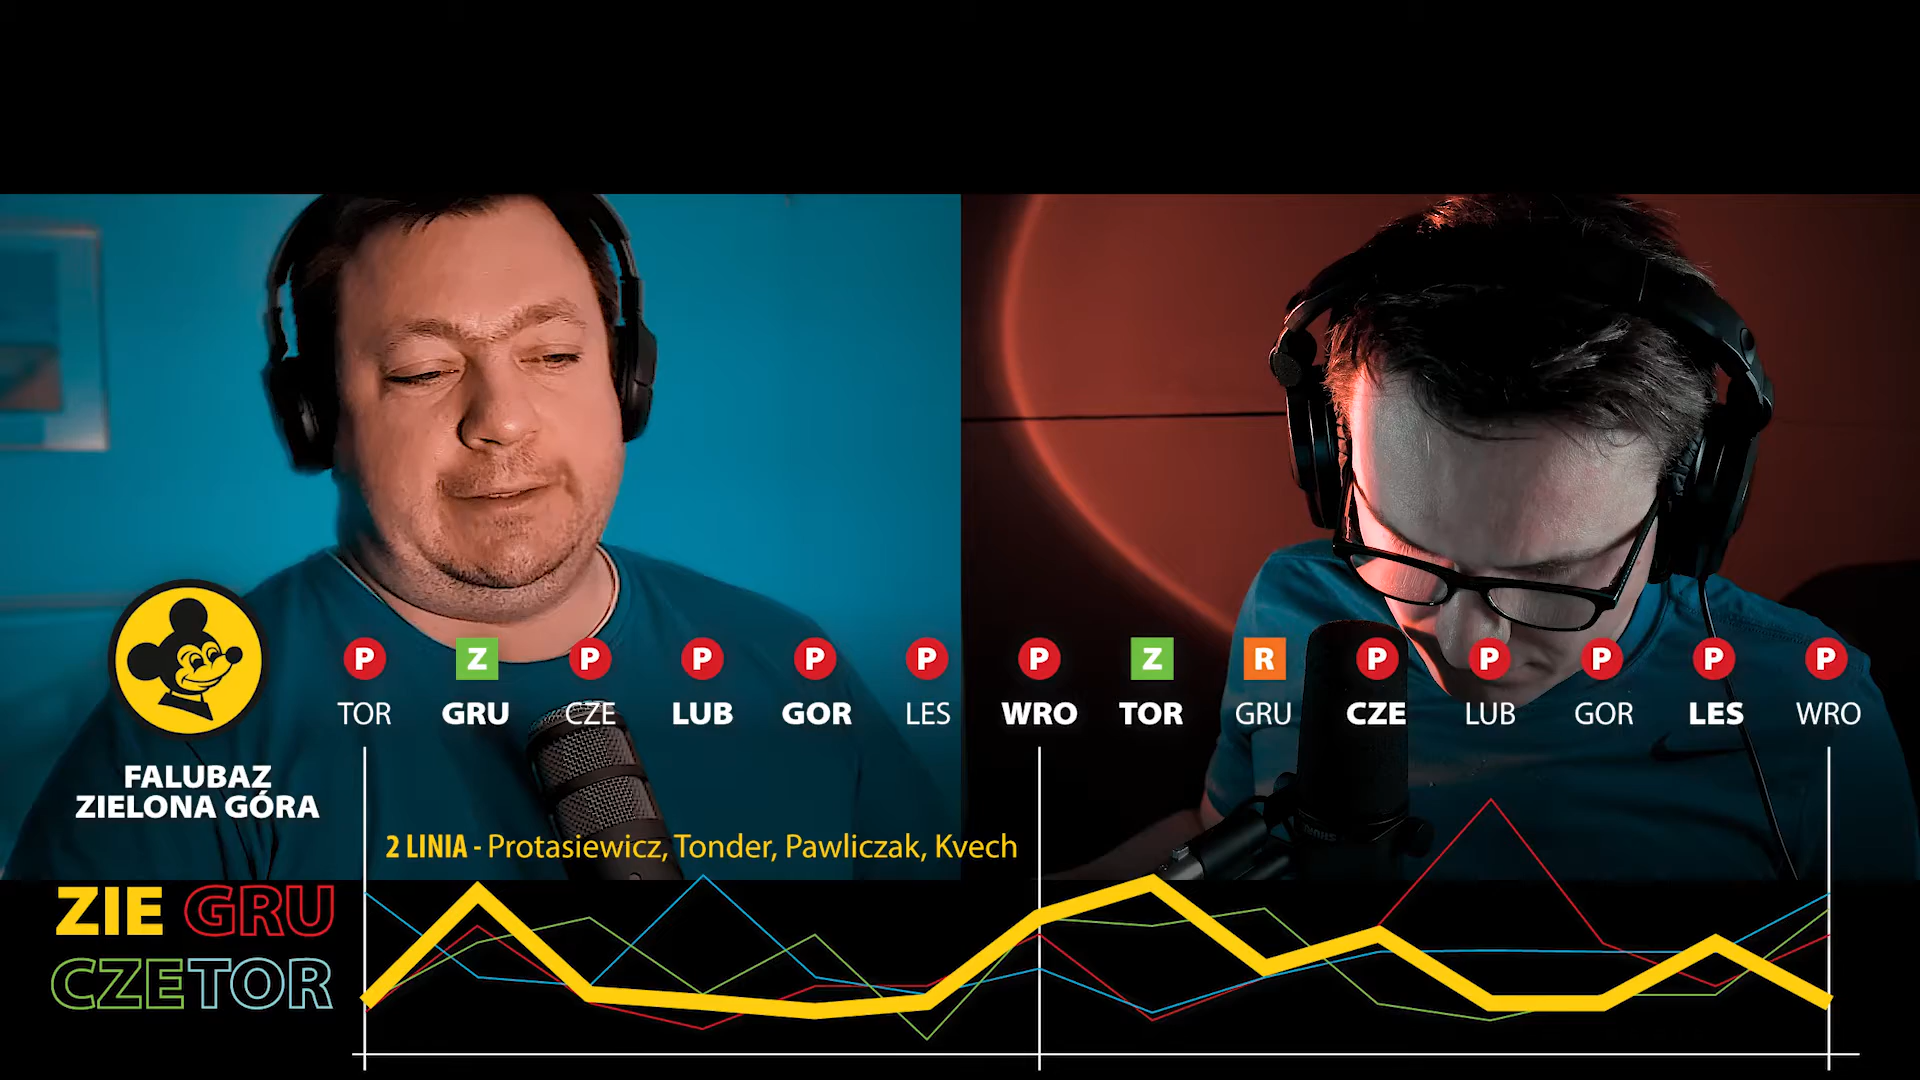 P Z P P P P P Z R P P P P P
TOR GRU CZE LUB GOR LES WRO TOR GRU CZE LUB GOR LES WRO
FALUBAZ
ZIELONA GÓRA
2 LINIA - Protasiewicz, Tonder, Pawliczak, Kvech
ZIE GRU
CZE TOR